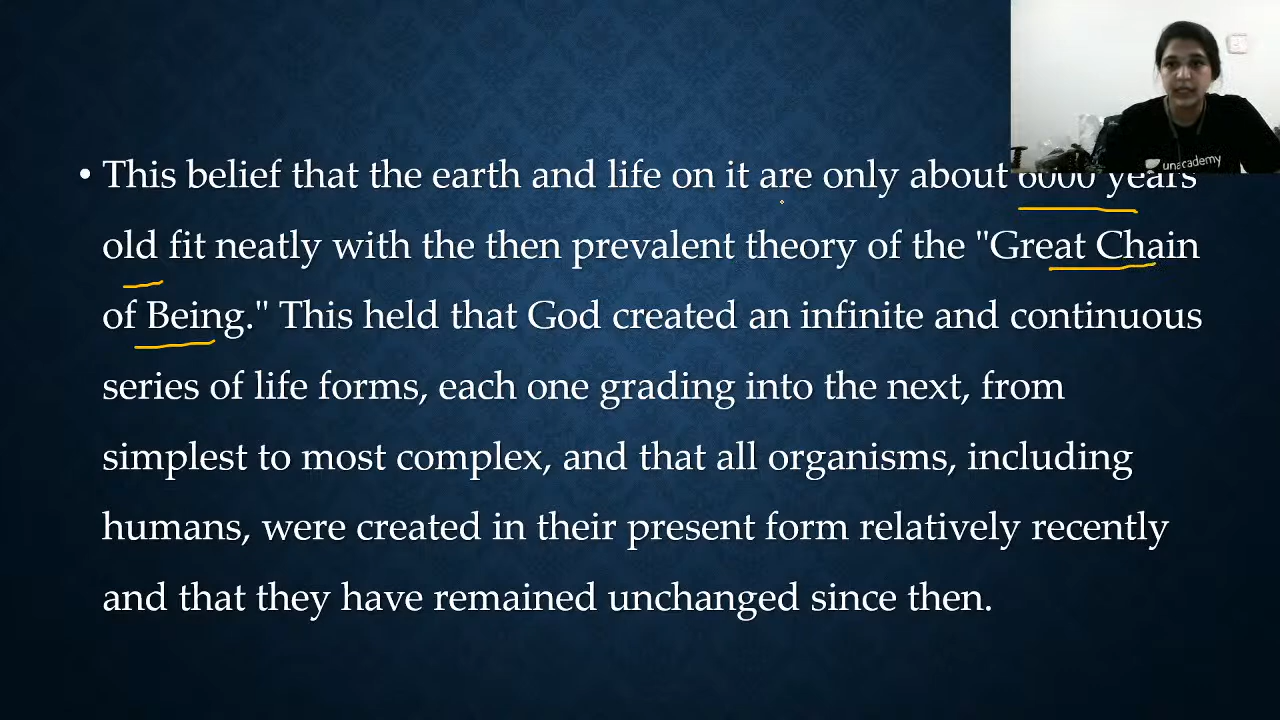 • This belief that the earth and life on it are only about 6000 years
old fit neatly with the then prevalent theory of the "Great Chain
of Being." This held that God created an infinite and continuous
series of life forms, each one grading into the next, from
simplest to most complex, and that all organisms, including
humans, were created in their present form relatively recently
and that they have remained unchanged since then.
unacademy